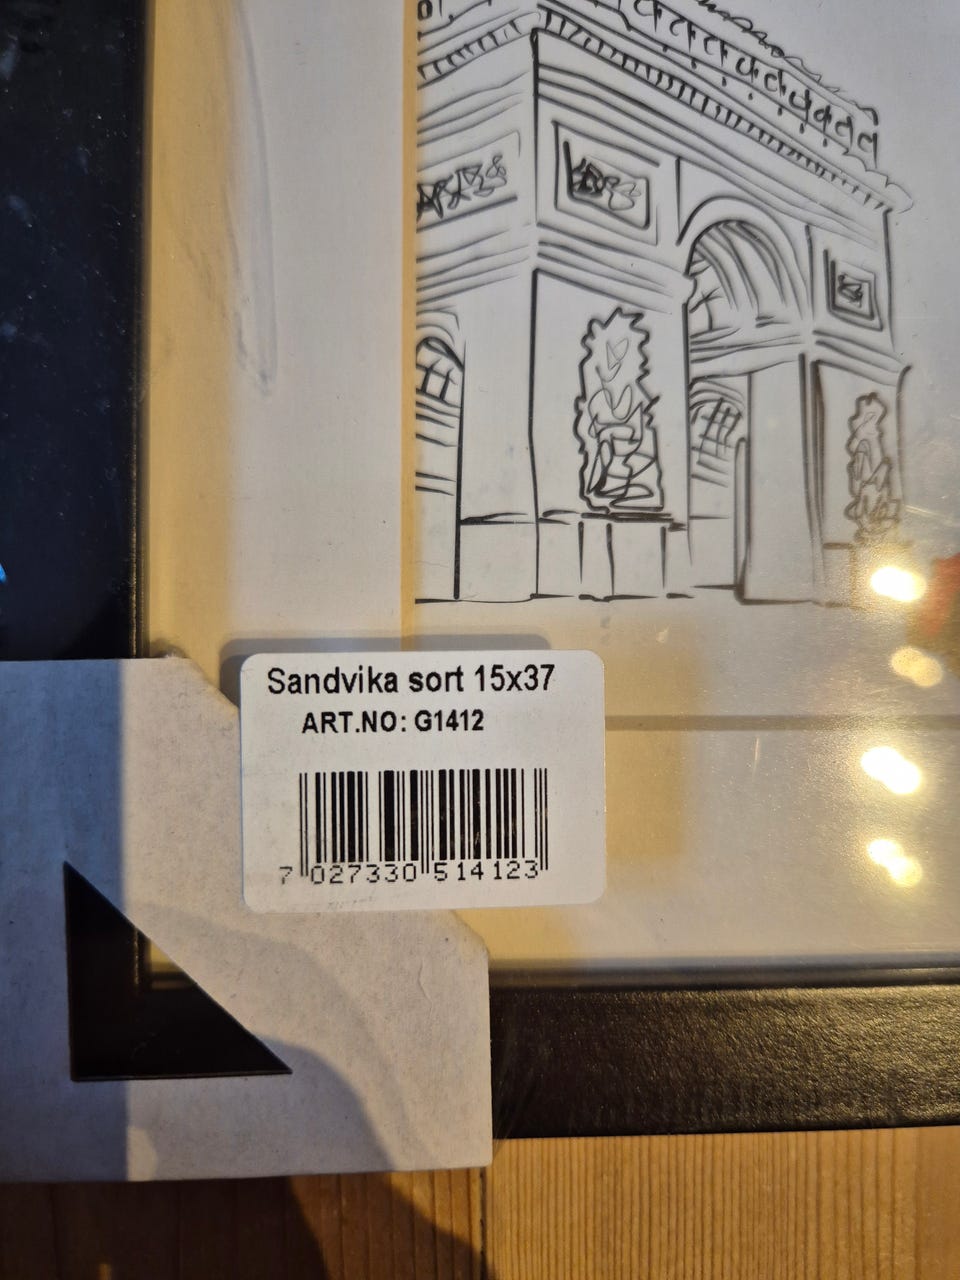 Sandvika sort 15x37
ART.NO: G1412
7 027330 514123